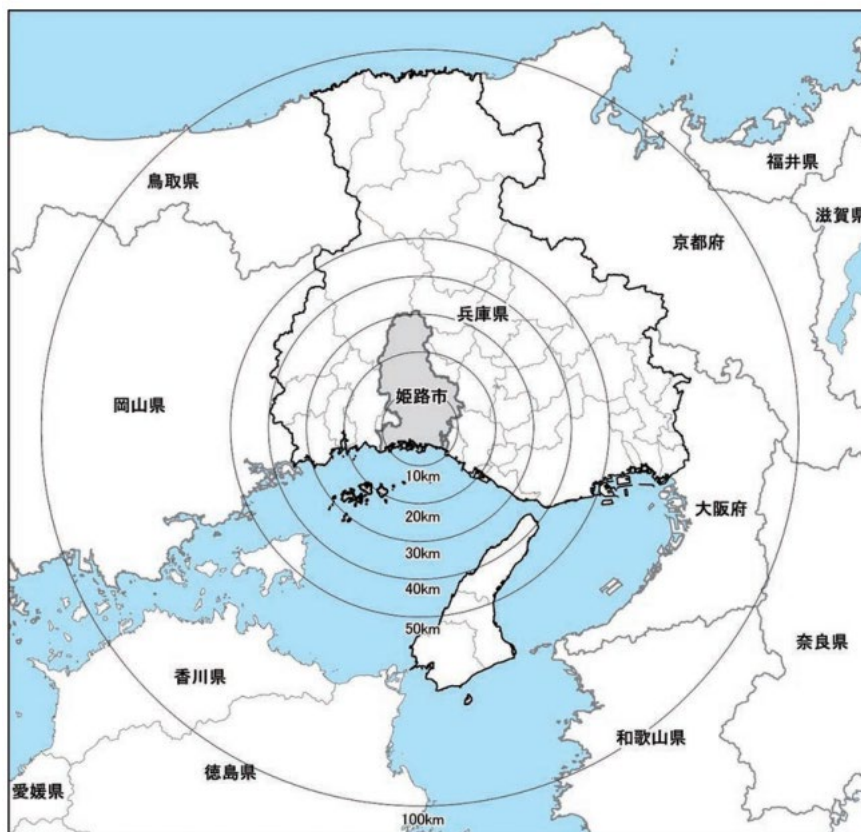 福井県
鳥取県
滋賀県
京都府
兵庫県
姫路市
岡山県
10km
大阪府
20km
30km
40km
50km
奈良県
香川県
和歌山県
徳島県
愛媛県
100km